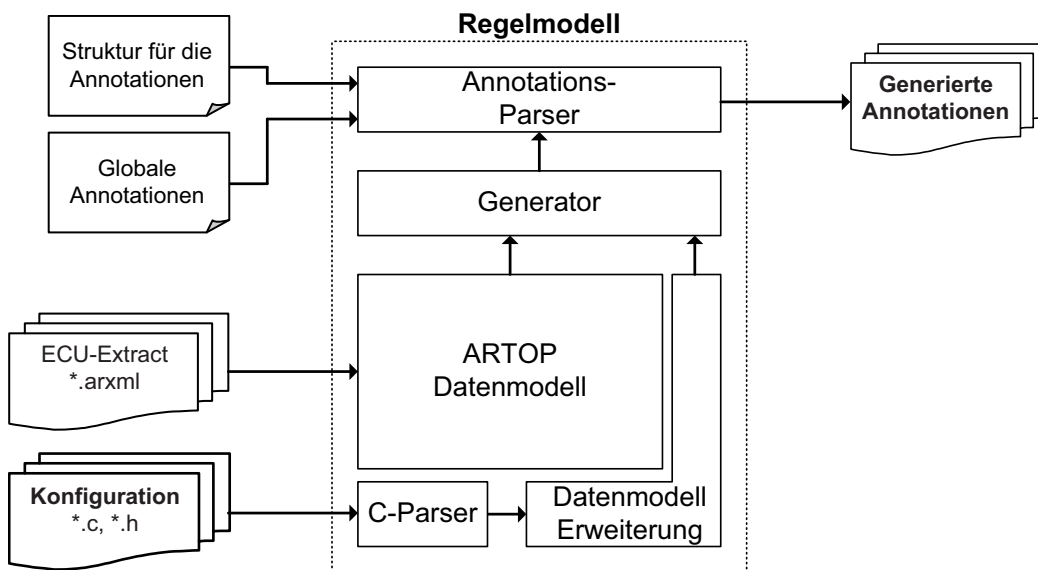 Regelmodell
Struktur für die
Annotationen
Annotations-
Parser
Generierte
Annotationen
Globale
Annotationen
Generator
ECU-Extract
*.arxml
ARTOP
Datenmodell
Konfiguration
*.c, *.h
C-Parser
Datenmodell
Erweiterung